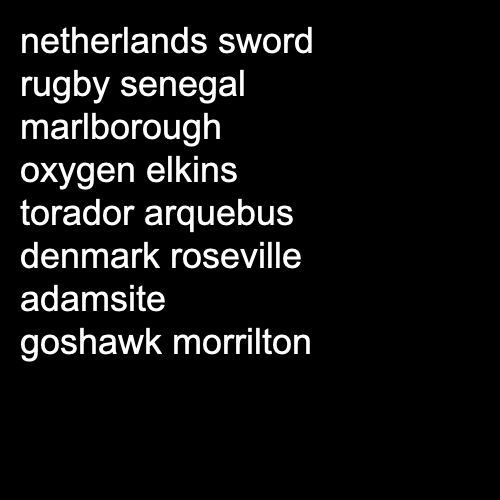 netherlands sword
rugby senegal
marlborough
oxygen elkins
torador arquebus
denmark roseville
adamsite
goshawk morrilton